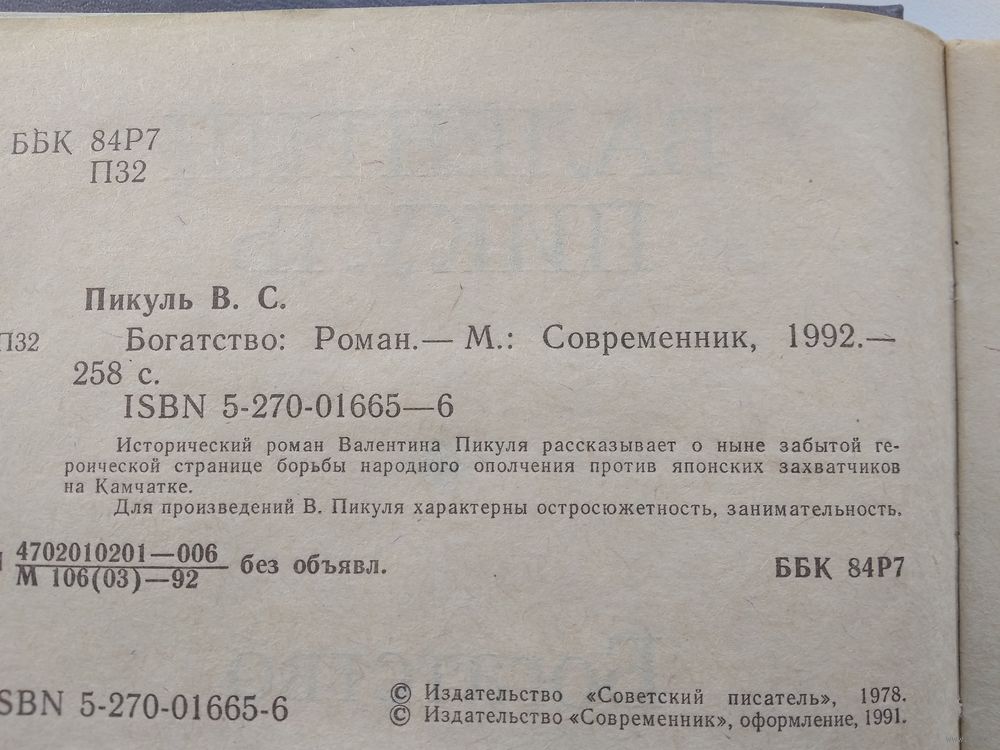 ББК 84Р7
П32
Пикуль В. С.
П32 Богатство: Роман.— М.: Современник, 1992.—
258 с.
ISBN 5-270-01665—6
Исторический роман Валентина Пикуля рассказывает о ныне забытой ге-
роической странице борьбы народного ополчения против японских захватчиков
на Камчатке.
Для произведений В. Пикуля характерны остросюжетность, занимательность.
4702010201—006
М 106(03)—92
без объявл.
ББК 84Р7
SBN 5-270-01665-6
© Издательство «Советский писатель», 1978.
© Издательство «Современник», оформление, 1991.
ВАЛЕНТИН
ПИКУЛЬ
Богатство